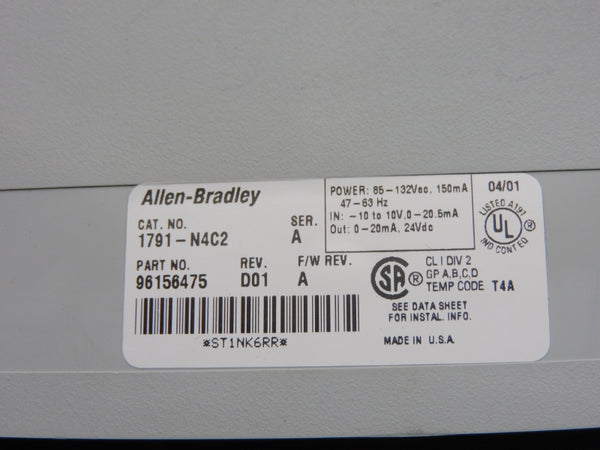 Allen-Bradley
CAT. NO.
1791-N4C2
SER.
A
PART NO.
96156475
REV.
D01
F/W REV.
A
*ST1NK6RR*
POWER: 85-132Vac, 150mA
47-63 Hz
IN: -10 to 10V,0-20.5mA
Out: 0-20mA, 24Vdc
04/01
LISTED A197
UL
IND CONT EQ
SA
®
CL I DIV 2
GP A,B,C,D
TEMP CODE T4A
SEE DATA SHEET
FOR INSTAL. INFO.
MADE IN U.S.A.